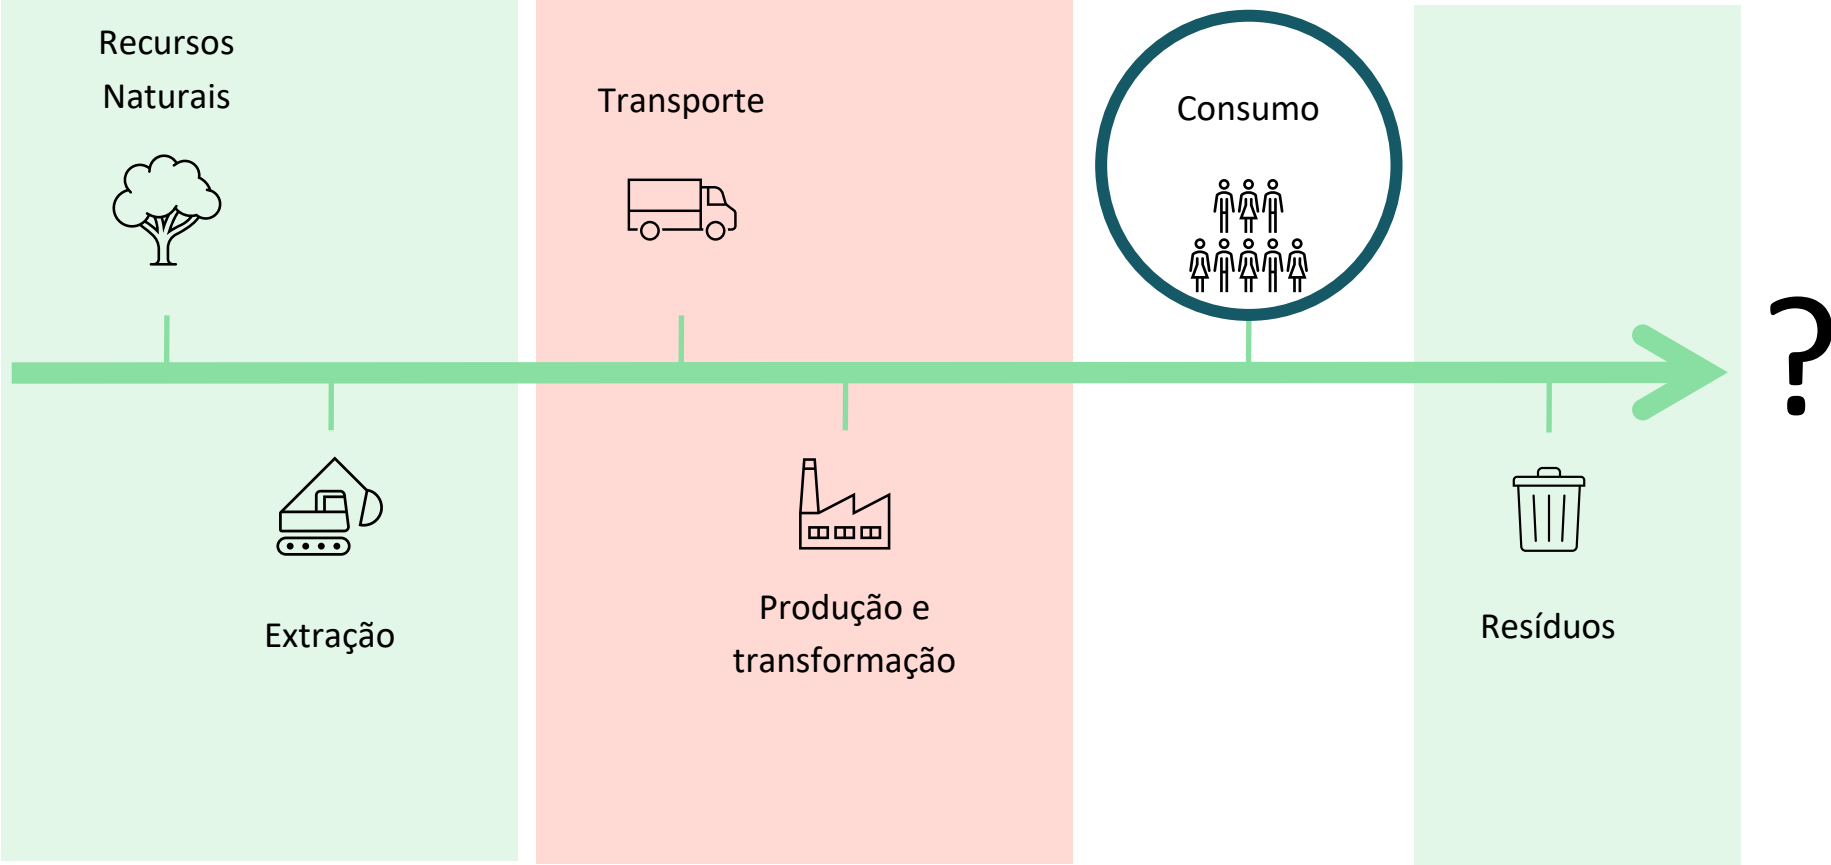 Recursos
Naturais
Transporte
Consumo
?
Extração
Produção e
transformação
Resíduos